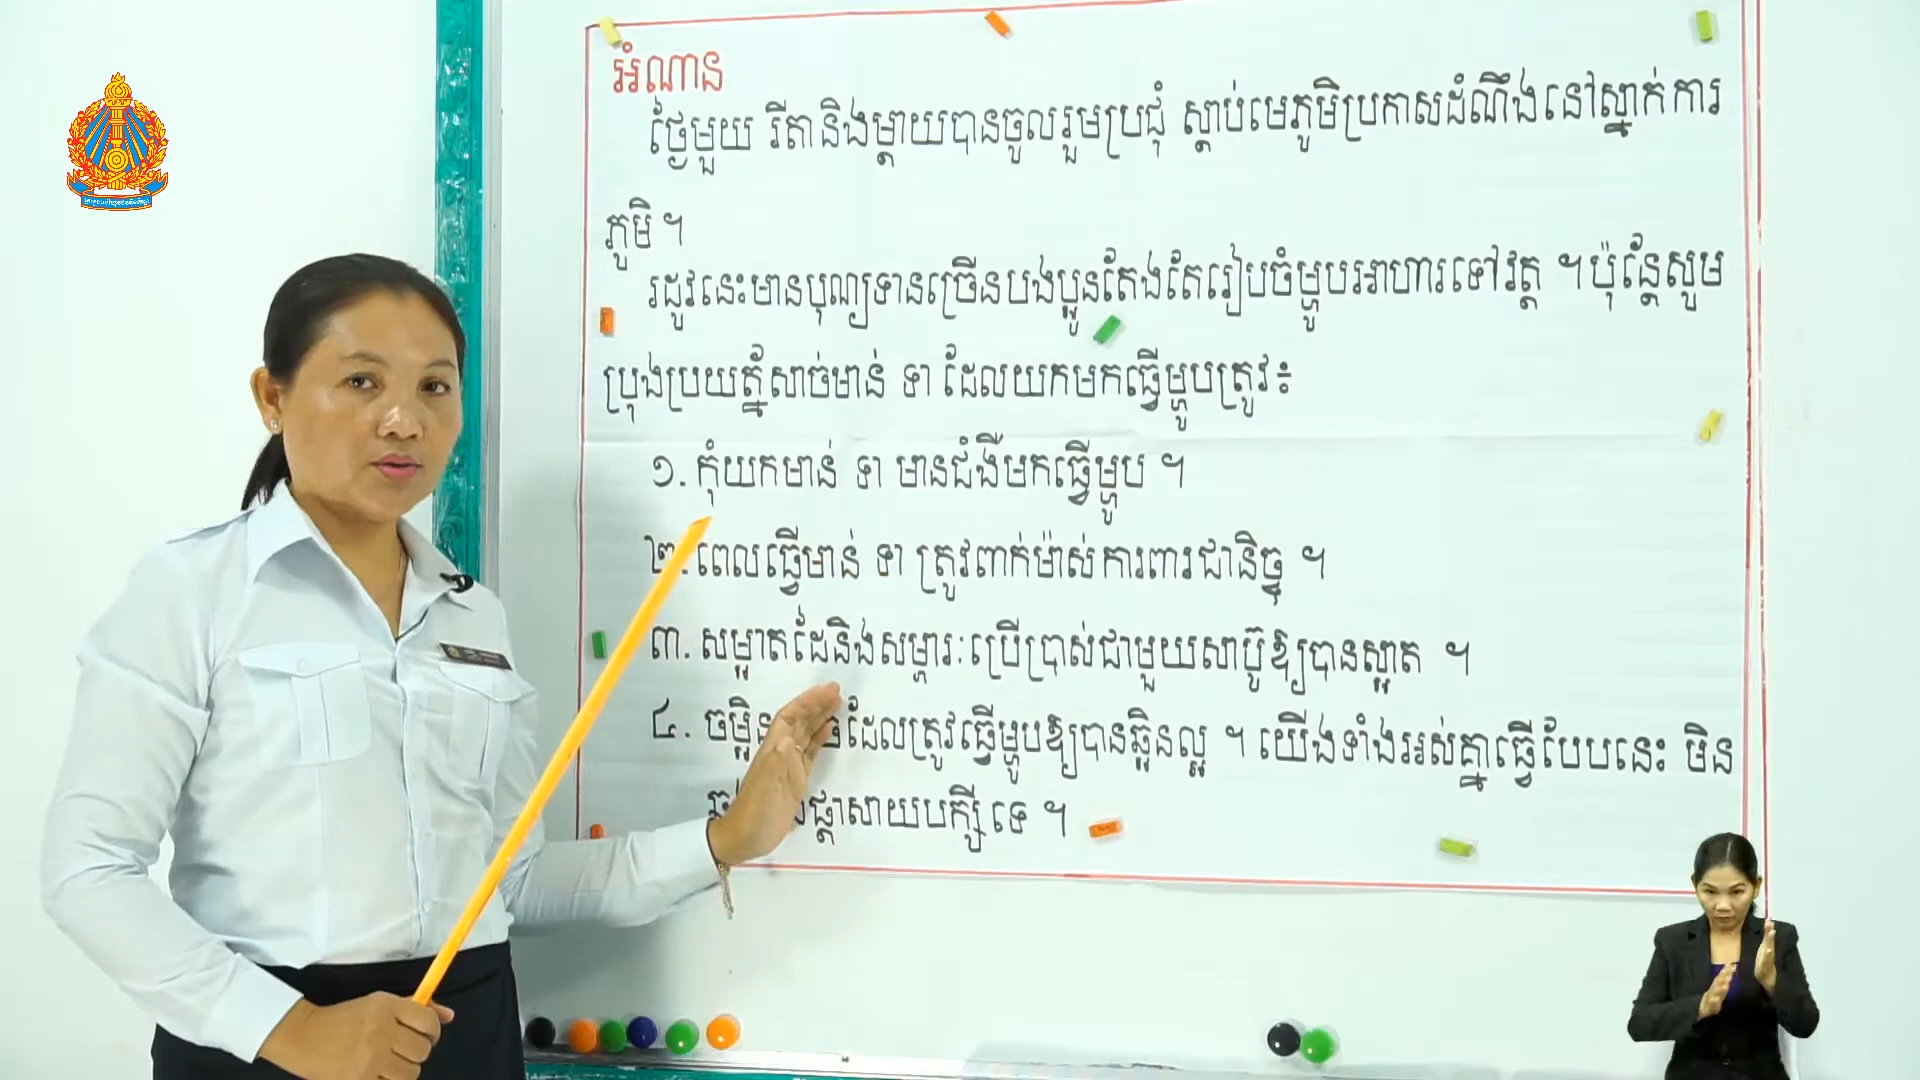 អំណាន
ថ្ងៃមួយ រីតានិងម្ដាយបានចូលរួមប្រជុំ ស្ដាប់មេភូមិប្រកាសដំណឹងនៅស្នាក់ការ
ភូមិ ។
រដូវនេះមានបុណ្យទានច្រើនបងប្អូនតែងតែរៀបចំម្ហូបអាហារទៅវត្ត ។ ប៉ុន្តែសូម
ប្រុងប្រយត្ន័សាច់មាន់ ទា ដែលយកមកធ្វើម្ហូបត្រូវ៖
១. កុំយកមាន់ ទា មានជំងឺមកធ្វើម្ហូប ។
២. ពេលធ្វើមាន់ ទា ត្រូវពាក់ម៉ាស់ការពារជានិច្ច ។
៣. សម្អាតដៃនិងសម្ភារៈប្រើប្រាស់ជាមួយសាប៊ូឱ្យបានស្អាត ។
៤. ចម្អិន ដែលត្រូវធ្វើម្ហូបឱ្យបានឆ្អិនល្អ ។ យើងទាំងអស់គ្នាធ្វើបែបនេះ មិន
ផ្ដាសាយបក្សី ទេ ។